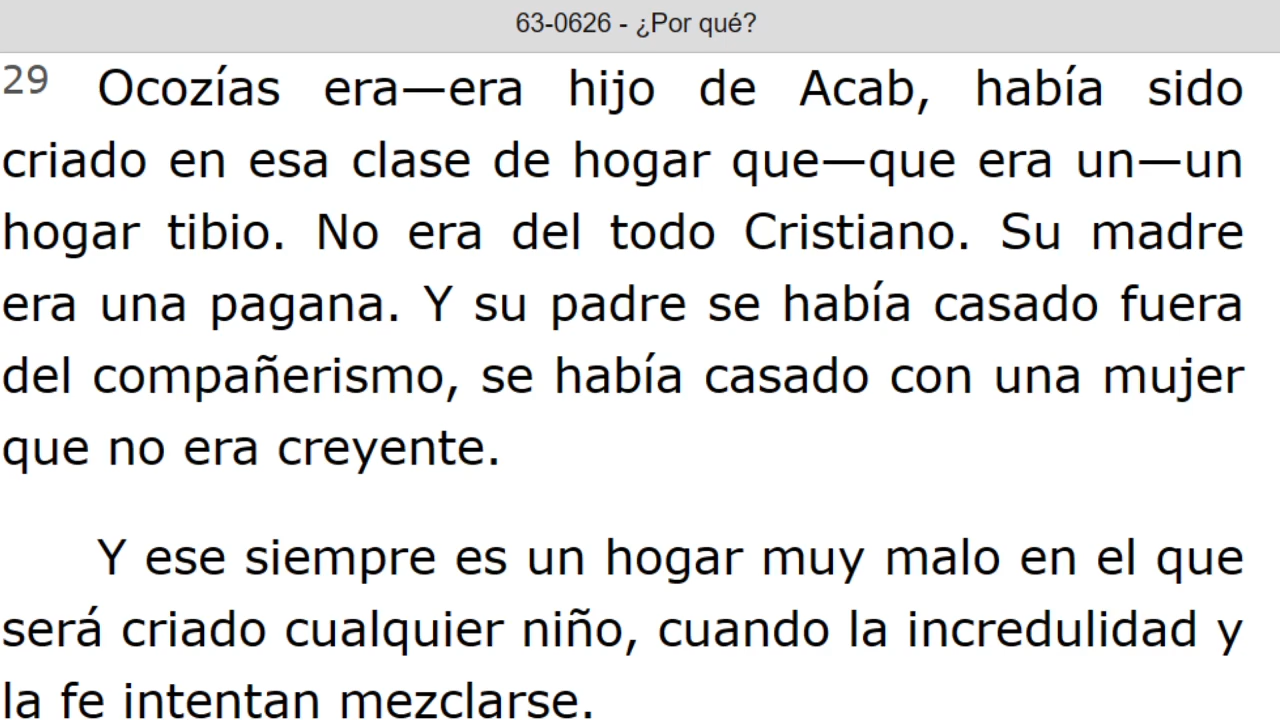 63-0626 - ¿Por qué?
29 Ocozías era—era hijo de Acab, había sido
criado en esa clase de hogar que—que era un—un
hogar tibio. No era del todo Cristiano. Su madre
era una pagana. Y su padre se había casado fuera
del compañerismo, se había casado con una mujer
que no era creyente.
Y ese siempre es un hogar muy malo en el que
será criado cualquier niño, cuando la incredulidad y
la fe intentan mezclarse.